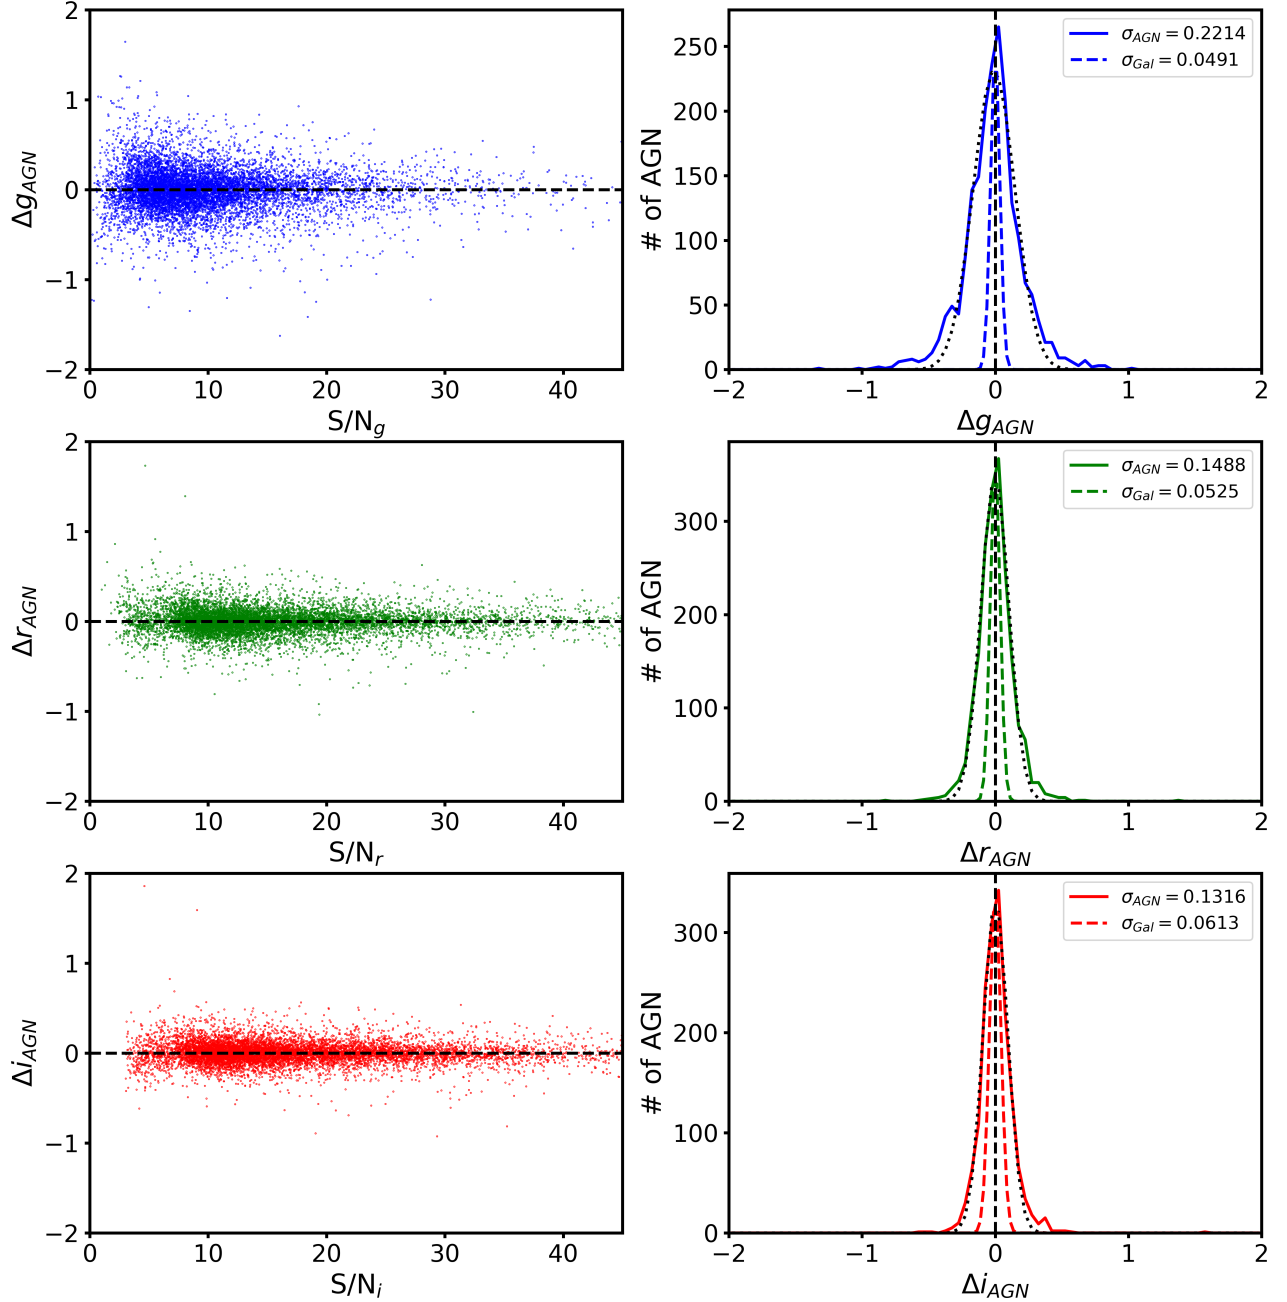 2
1
0
−1
−2
Δg_AGN
0 10 20 30 40
S/N_g
250
200
150
100
50
0
# of AGN
σ_AGN = 0.2214
σ_Gal = 0.0491
−2 −1 0 1 2
Δg_AGN
2
1
0
−1
−2
Δr_AGN
0 10 20 30 40
S/N_r
300
200
100
0
# of AGN
σ_AGN = 0.1488
σ_Gal = 0.0525
−2 −1 0 1 2
Δr_AGN
2
1
0
−1
−2
Δi_AGN
0 10 20 30 40
S/N_i
300
200
100
0
# of AGN
σ_AGN = 0.1316
σ_Gal = 0.0613
−2 −1 0 1 2
Δi_AGN